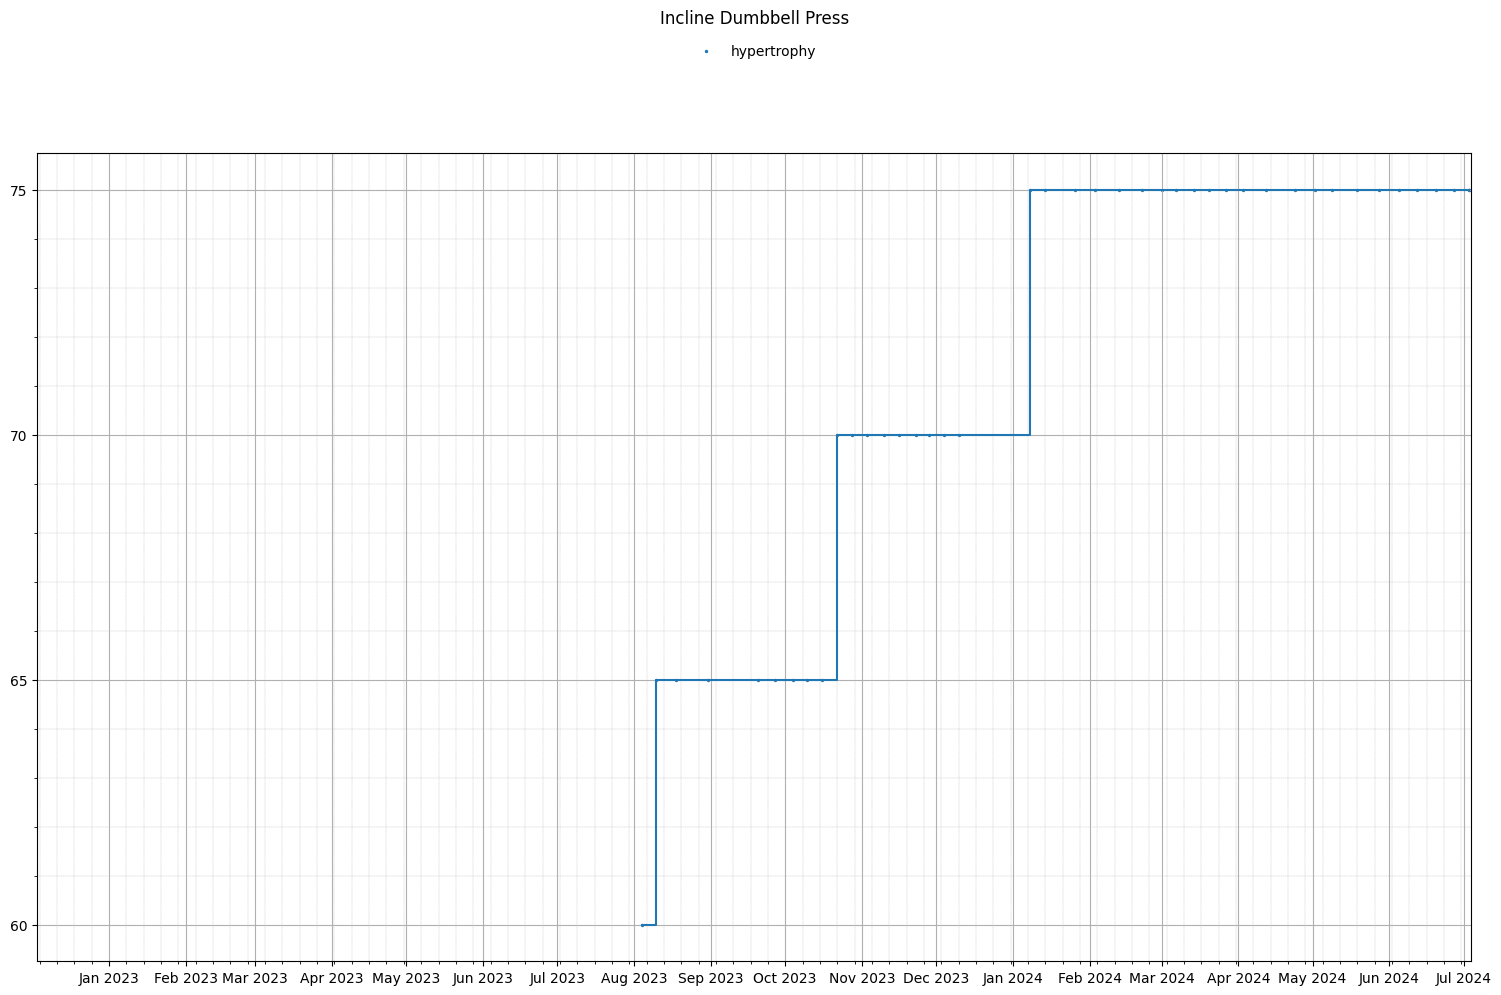 Incline Dumbbell Press
hypertrophy
75
70
65
60
Jan 2023 Feb 2023 Mar 2023 Apr 2023 May 2023 Jun 2023 Jul 2023 Aug 2023 Sep 2023 Oct 2023 Nov 2023 Dec 2023 Jan 2024 Feb 2024 Mar 2024 Apr 2024 May 2024 Jun 2024 Jul 2024